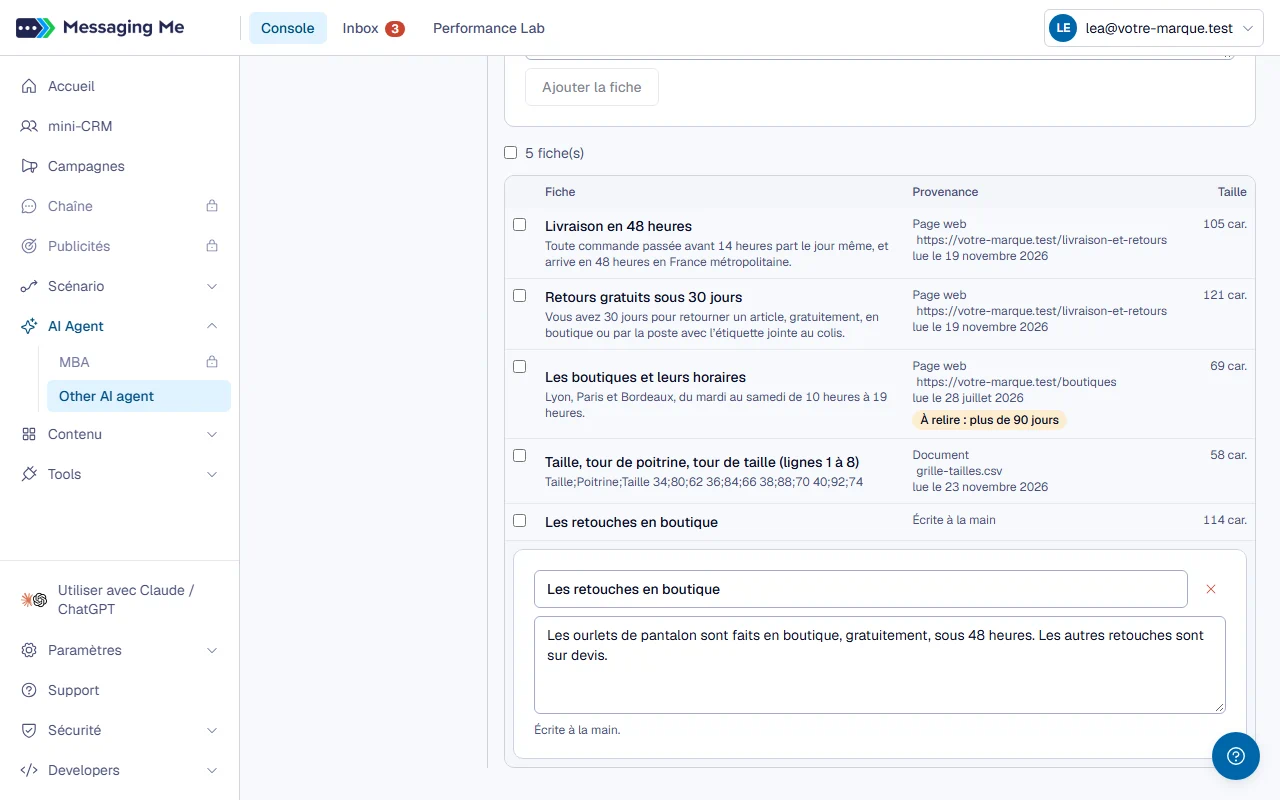 Messaging Me
Console
Inbox 3
Performance Lab
LE lea@votre-marque.test
Accueil
mini-CRM
Campagnes
Chaîne
Publicités
Scénario
AI Agent
MBA
Other AI agent
Contenu
Tools
Utiliser avec Claude /
ChatGPT
Paramètres
Support
Sécurité
Developers
Ajouter la fiche
5 fiche(s)
Fiche Provenance Taille
Livraison en 48 heures
Toute commande passée avant 14 heures part le jour même, et
arrive en 48 heures en France métropolitaine.
Page web
https://votre-marque.test/livraison-et-retours
lue le 19 novembre 2026
105 car.
Retours gratuits sous 30 jours
Vous avez 30 jours pour retourner un article, gratuitement, en
boutique ou par la poste avec l'étiquette jointe au colis.
Page web
https://votre-marque.test/livraison-et-retours
lue le 19 novembre 2026
121 car.
Les boutiques et leurs horaires
Lyon, Paris et Bordeaux, du mardi au samedi de 10 heures à 19
heures.
Page web
https://votre-marque.test/boutiques
lue le 28 juillet 2026
À relire : plus de 90 jours
69 car.
Taille, tour de poitrine, tour de taille (lignes 1 à 8)
Taille;Poitrine;Taille 34;80;62 36;84;66 38;88;70 40;92;74
Document
grille-tailles.csv
lue le 23 novembre 2026
58 car.
Les retouches en boutique
Écrite à la main
114 car.
Les retouches en boutique
Les ourlets de pantalon sont faits en boutique, gratuitement, sous 48 heures. Les autres retouches sont
sur devis.
Écrite à la main.